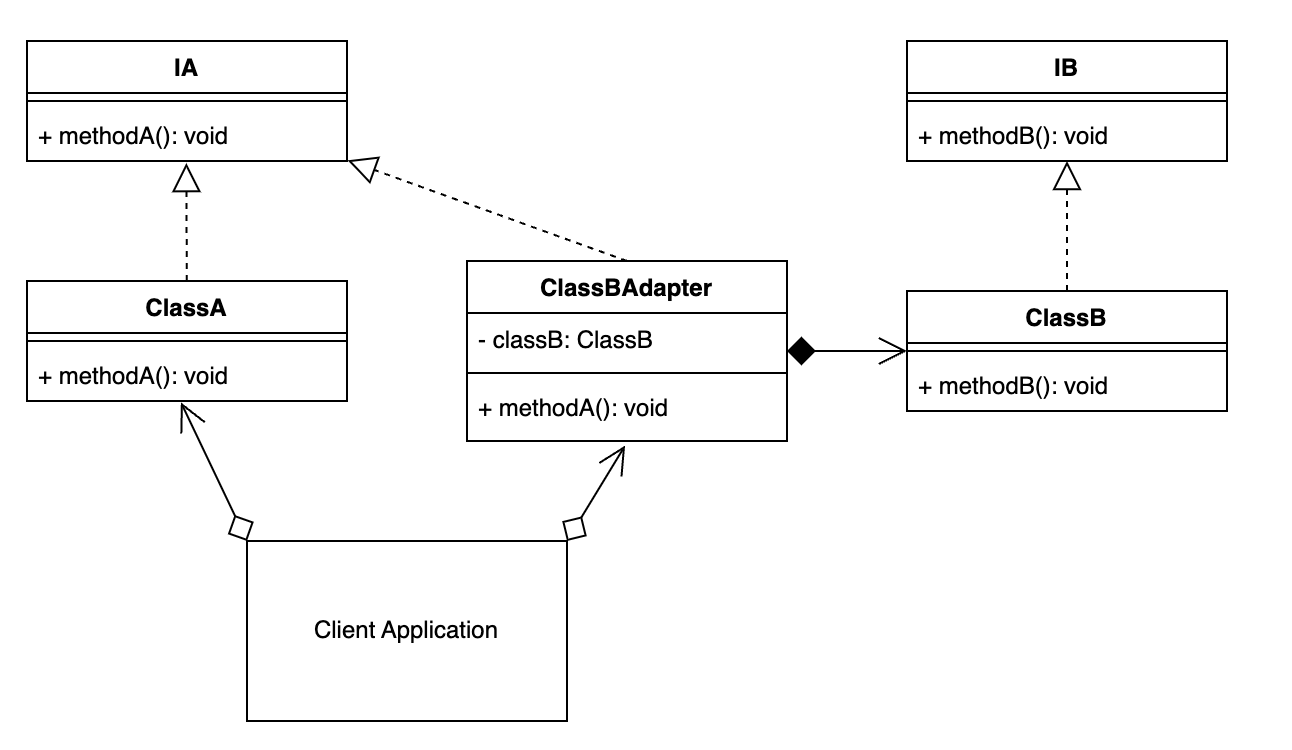 IA
+ methodA(): void
IB
+ methodB(): void
ClassA
+ methodA(): void
ClassBAdapter
- classB: ClassB
+ methodA(): void
ClassB
+ methodB(): void
Client Application